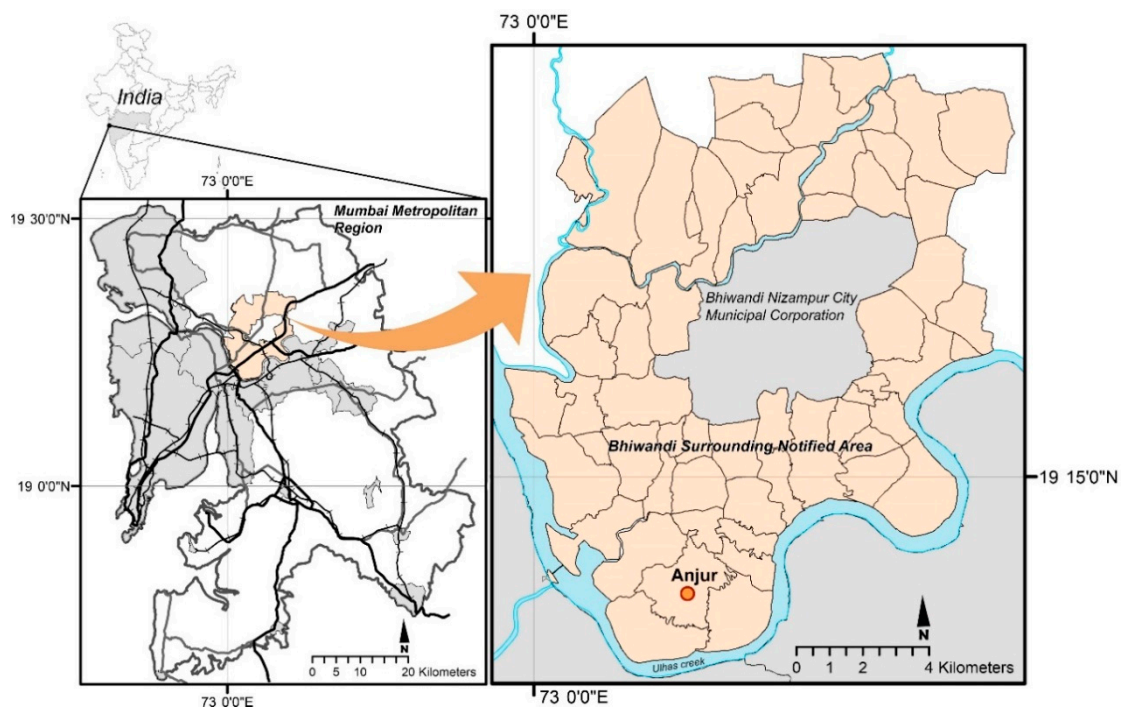 India
73 0'0"E
19 30'0"N
Mumbai Metropolitan
Region
19 0'0"N
N
0 10 20
Kilometers
73 0'0"E
73 0'0"E
Bhiwandi Nizampur City
Municipal Corporation
Bhiwandi Surrounding Notified Area
19 15'0"N
Anjur
Ulhas creek
N
0 2 4
Kilometers
73 0'0"E